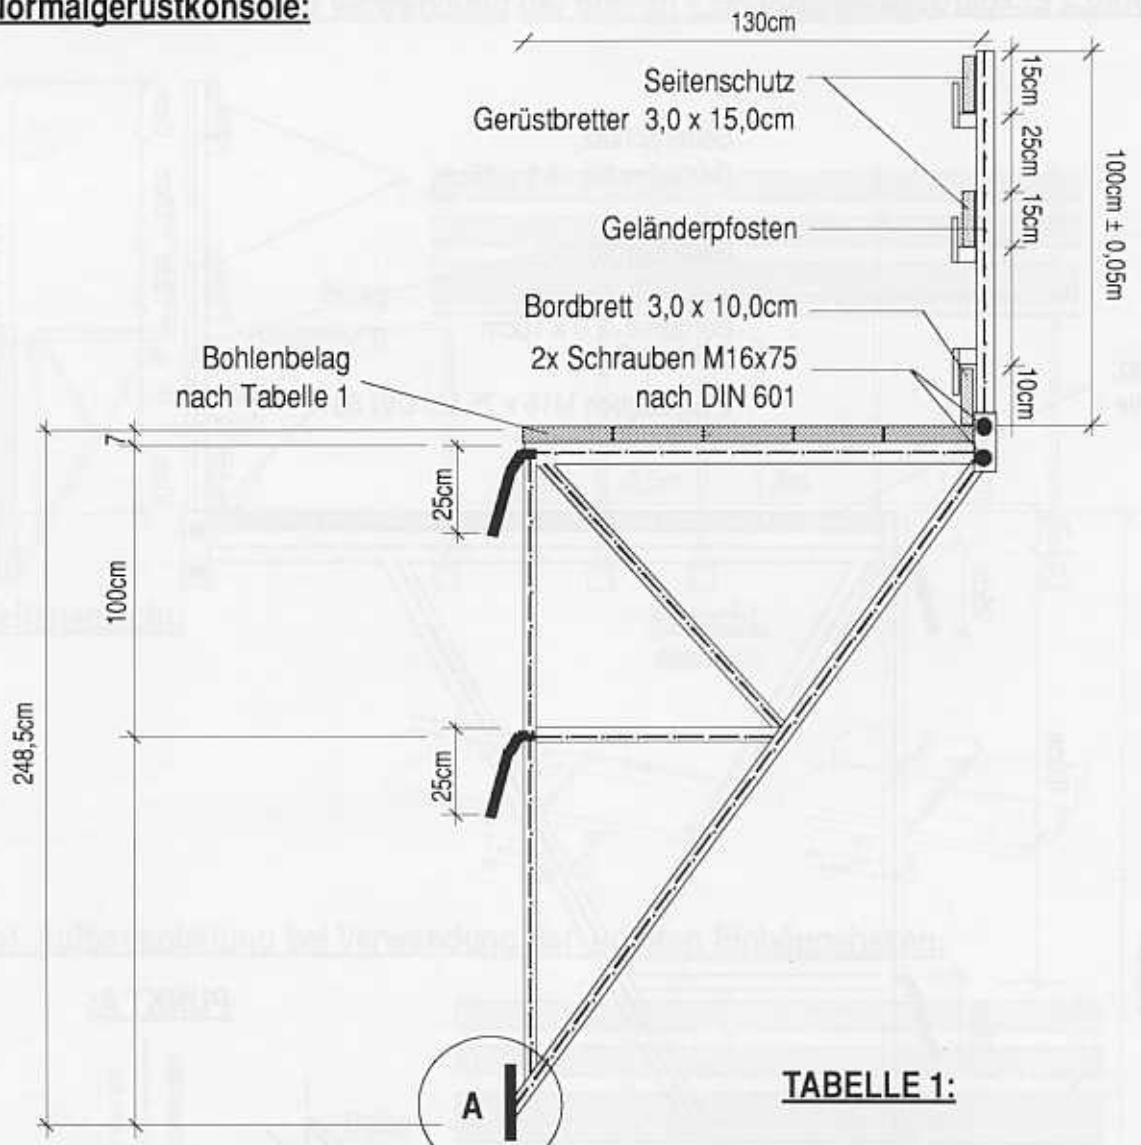 ormalgerüstkonsole:
130cm
Seitenschutz
Gerüstbretter 3,0 x 15,0cm
15cm
25cm
100cm ± 0,05m
15cm
Geländerpfosten
Bordbrett 3,0 x 10,0cm
Bohlenbelag
nach Tabelle 1
2x Schrauben M16x75
nach DIN 601
10cm
7
25cm
100cm
248,5cm
25cm
A
TABELLE 1: